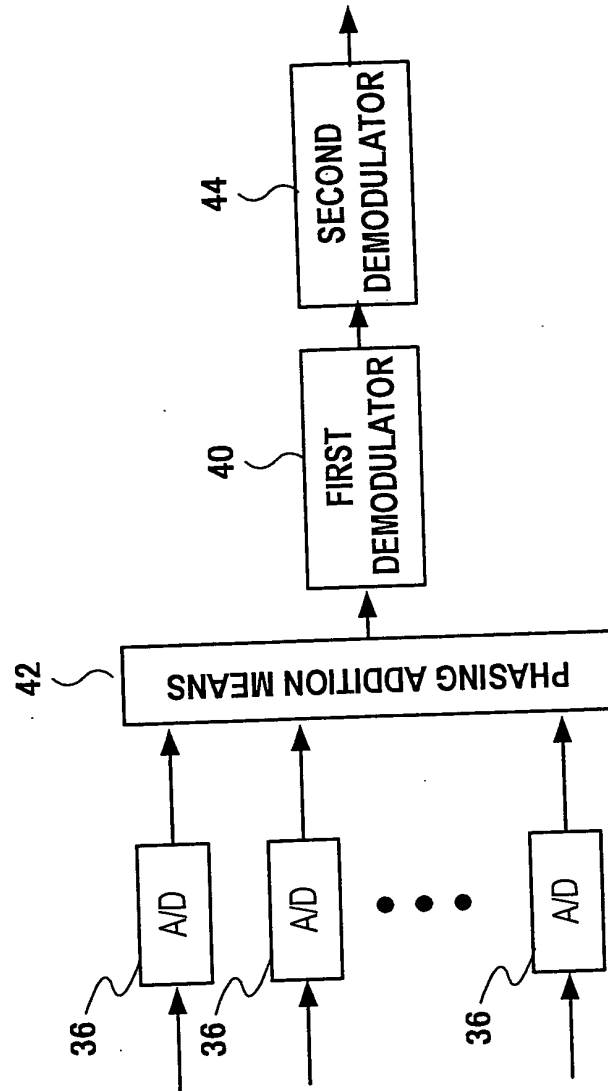 36
A/D
36
A/D
36
A/D
42
PHASING ADDITION MEANS
40
FIRST
DEMODULATOR
44
SECOND
DEMODULATOR